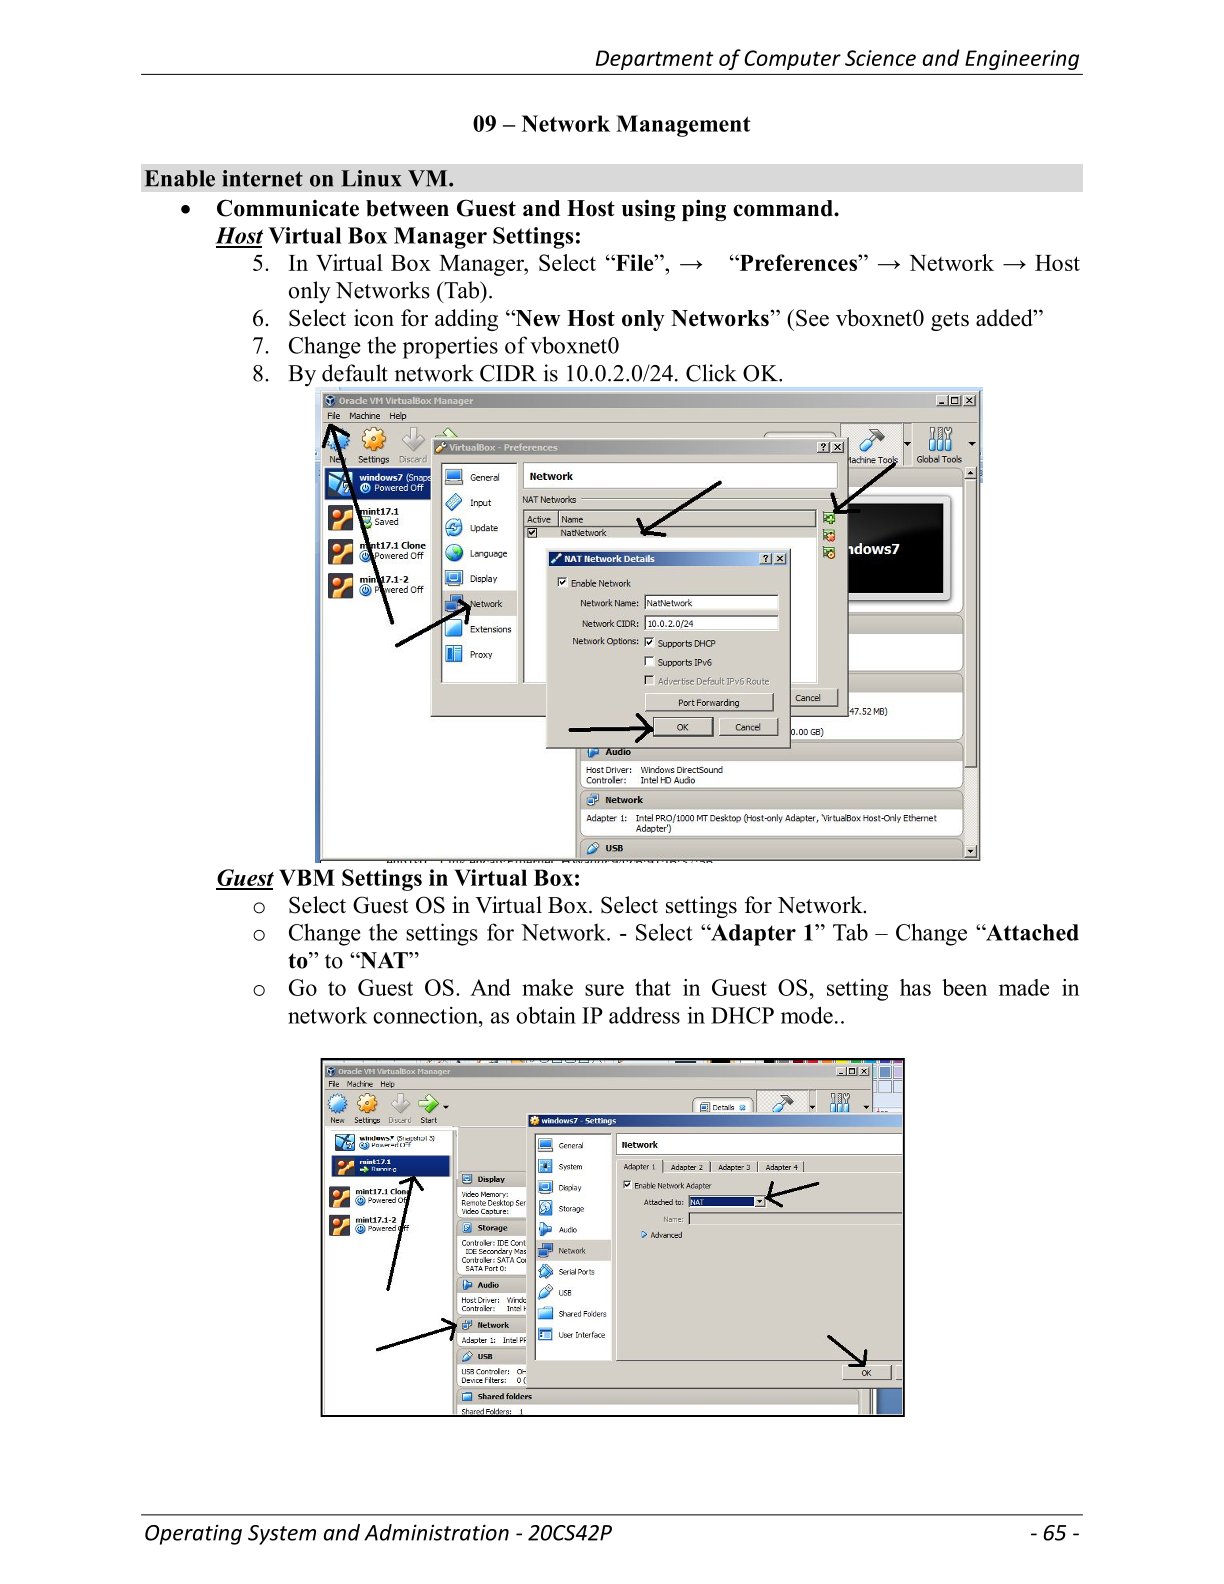 Department of Computer Science and Engineering
09 – Network Management
Enable internet on Linux VM.
• Communicate between Guest and Host using ping command.
Host Virtual Box Manager Settings:
5. In Virtual Box Manager, Select “File”, → “Preferences” → Network → Host
only Networks (Tab).
6. Select icon for adding “New Host only Networks” (See vboxnet0 gets added”
7. Change the properties of vboxnet0
8. By default network CIDR is 10.0.2.0/24. Click OK.
Oracle VM VirtualBox Manager
File Machine Help
New Settings Discard
Machine Tools Global Tools
windows7 (Snaps
Powered Off
mint17.1
Saved
mint17.1 Clone
Powered Off
mint17.1-2
Powered Off
VirtualBox - Preferences
General
Input
Update
Language
Display
Network
Extensions
Proxy
Network
NAT Networks
Active Name
NatNetwork
NAT Network Details
Enable Network
Network Name: NatNetwork
Network CIDR: 10.0.2.0/24
Network Options: Supports DHCP
Supports IPv6
Advertise Default IPv6 Route
Port Forwarding
OK Cancel
Cancel
ndows7
47.52 MB)
0.00 GB)
Audio
Host Driver: Windows DirectSound
Controller: Intel HD Audio
Network
Adapter 1: Intel PRO/1000 MT Desktop (Host-only Adapter, 'VirtualBox Host-Only Ethernet
Adapter')
USB
Guest VBM Settings in Virtual Box:
o Select Guest OS in Virtual Box. Select settings for Network.
o Change the settings for Network. - Select “Adapter 1” Tab – Change “Attached
to” to “NAT”
o Go to Guest OS. And make sure that in Guest OS, setting has been made in
network connection, as obtain IP address in DHCP mode..
Oracle VM VirtualBox Manager
File Machine Help
New Settings Discard Start
Details
windows7 (Snapshot 3)
Powered Off
mint17.1
Running
mint17.1 Clone
Powered Off
mint17.1-2
Powered Off
Display
Video Memory:
Remote Desktop Ser
Video Capture:
Storage
Controller: IDE Cont
IDE Secondary Mas
Controller: SATA Co
SATA Port 0:
Audio
Host Driver: Windo
Controller: Intel H
Network
Adapter 1: Intel PR
USB
USB Controller: OH
Device Filters: 0 (
Shared folders
Shared Folders: 1
windows7 - Settings
General
System
Display
Storage
Audio
Network
Serial Ports
USB
Shared Folders
User Interface
Network
Adapter 1 Adapter 2 Adapter 3 Adapter 4
Enable Network Adapter
Attached to: NAT
Name:
Advanced
OK
Operating System and Administration - 20CS42P - 65 -